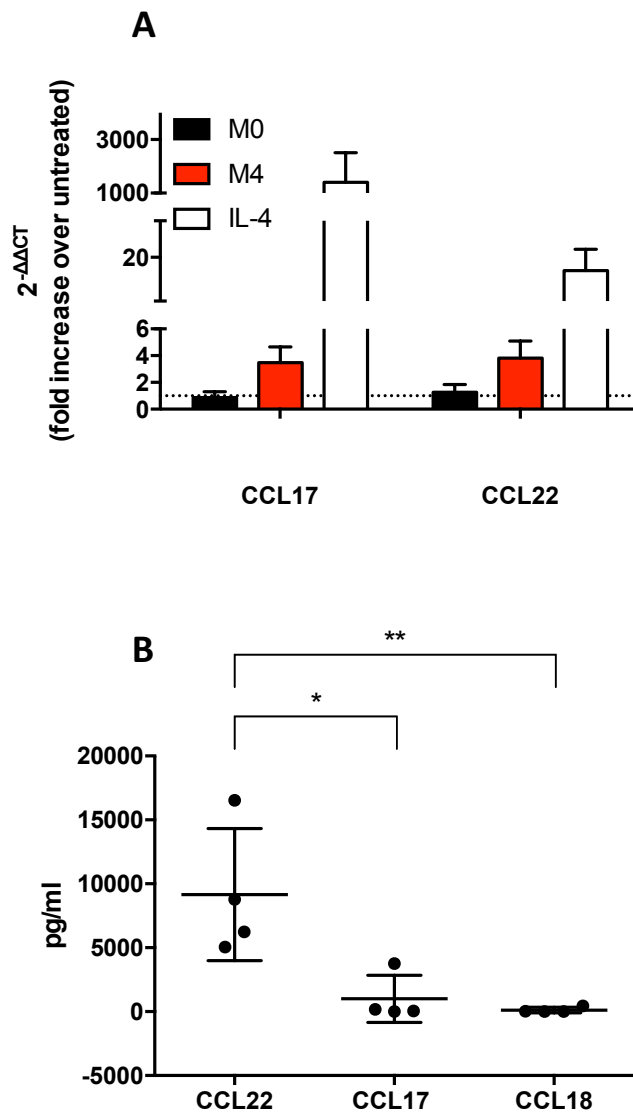 A
2-ΔΔCT
(fold increase over untreated)
3000
1000
20
6
4
2
0
M0
M4
IL-4
CCL17 CCL22
B
**
*
pg/ml
20000
15000
10000
5000
0
-5000
CCL22 CCL17 CCL18